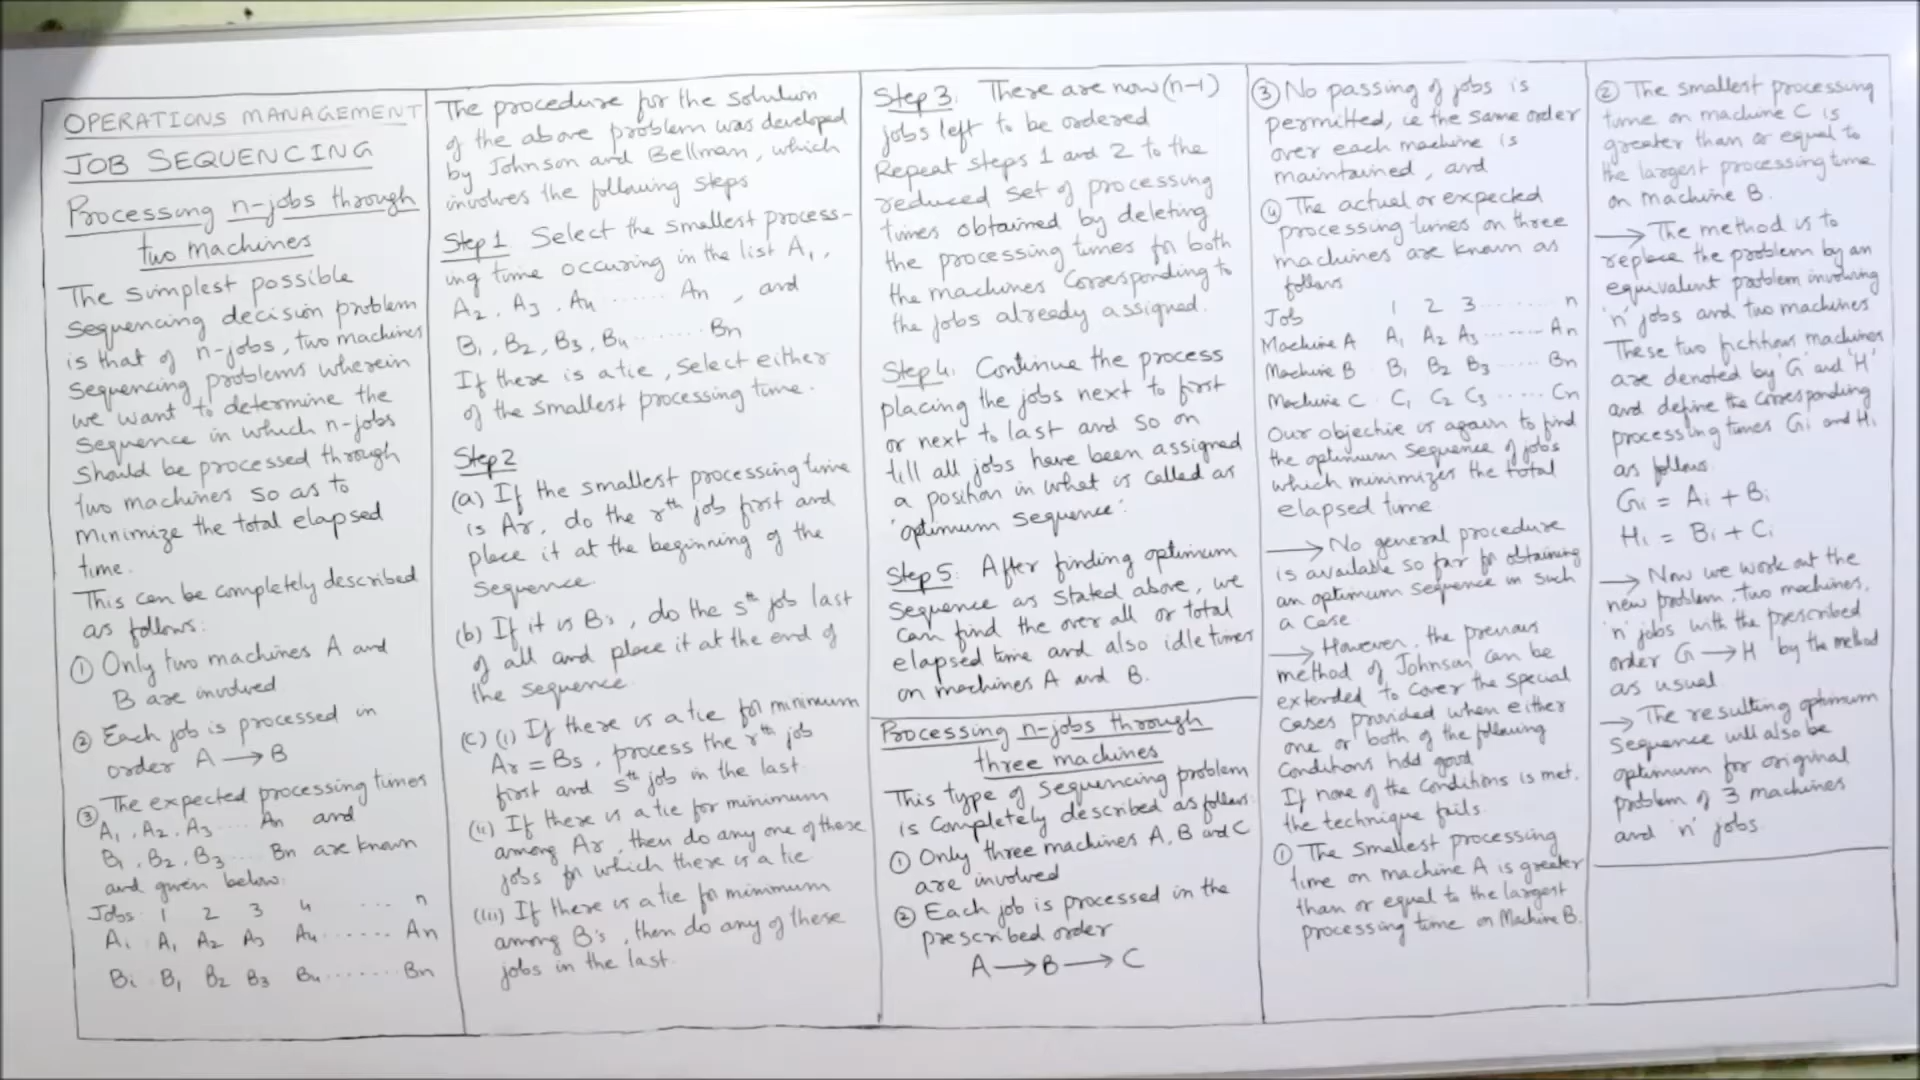 OPERATIONS MANAGEMENT
JOB SEQUENCING
Processing n-jobs through
two machines
The simplest possible
Sequencing decision problem
is that of n-jobs, two machines
Sequencing problems wherein
we want to determine the
Sequence in which n-jobs
should be processed through
two machines so as to
minimize the total elapsed
time.
This can be completely described
as follows:
① Only two machines A and
B are involved
② Each job is processed in
order A → B
③ The expected processing times
A1, A2, A3 .... An and
B1, B2, B3 .... Bn are known
and given below:
Jobs 1 2 3 4 ... n
Ai A1 A2 A3 A4 ...... An
Bi B1 B2 B3 B4 ....... Bn
The procedure for the solution
of the above problem was developed
by Johnson and Bellman, which
involves the following steps
Step 1 Select the smallest process-
ing time occuring in the list A1,
A2, A3, A4 ...... An, and
B1, B2, B3, B4 ...... Bn
If there is a tie, select either
of the smallest processing time.
Step 2
(a) If the smallest processing time
is Ar, do the rth job first and
place it at the beginning of the
sequence.
(b) If it is Bs, do the sth job last
of all and place it at the end of
the sequence.
(c) (i) If there is a tie for minimum
Ar = Bs, process the rth job
first and sth job in the last.
(ii) If there is a tie for minimum
among Ar, then do any one of these
jobs for which there is a tie
(iii) If there is a tie for minimum
among B's, then do any of these
jobs in the last.
Step 3. There are now (n-1)
jobs left to be ordered
Repeat steps 1 and 2 to the
reduced set of processing
times obtained by deleting
the processing times for both
the machines corresponding to
the jobs already assigned.
Step 4. Continue the process
placing the jobs next to first
or next to last and so on
till all jobs have been assigned
a position in what is called as
'optimum sequence'.
Step 5. After finding optimum
sequence as stated above, we
can find the over all or total
elapsed time and also idle times
on machines A and B.
Processing n-jobs through
three machines
This type of sequencing problem
is completely described as follows:
① Only three machines A, B and C
are involved
② Each job is processed in the
prescribed order
A → B → C
③ No passing of jobs is
permitted, ie the same order
over each machine is
maintained, and
④ The actual or expected
processing times on three
machines are known as
follows
Job 1 2 3 ........ n
Machine A A1 A2 A3 ...... An
Machine B B1 B2 B3 ..... Bn
Machine C C1 C2 C3 ...... Cn
Our objective is again to find
the optimum sequence of jobs
which minimizes the total
elapsed time.
→ No general procedure
is available so far for obtaining
an optimum sequence in such
a case
→ However, the previous
method of Johnson can be
extended to cover the special
cases provided when either
one or both of the following
conditions hold good
If none of the conditions is met,
the technique fails.
① The smallest processing
time on machine A is greater
than or equal to the largest
processing time on Machine B.
② The smallest processing
time on machine C is
greater than or equal to
the largest processing time
on machine B.
→ The method is to
replace the problem by an
equivalent problem involving
'n' jobs and two machines
These two fictitious machines
are denoted by 'G' and 'H'
and define the corresponding
processing times Gi and Hi
as follows
Gi = Ai + Bi
Hi = Bi + Ci
→ Now we work out the
new problem, two machines,
'n' jobs with the prescribed
order G → H by the method
as usual
→ The resulting optimum
sequence will also be
optimum for original
problem of 3 machines
and 'n' jobs.